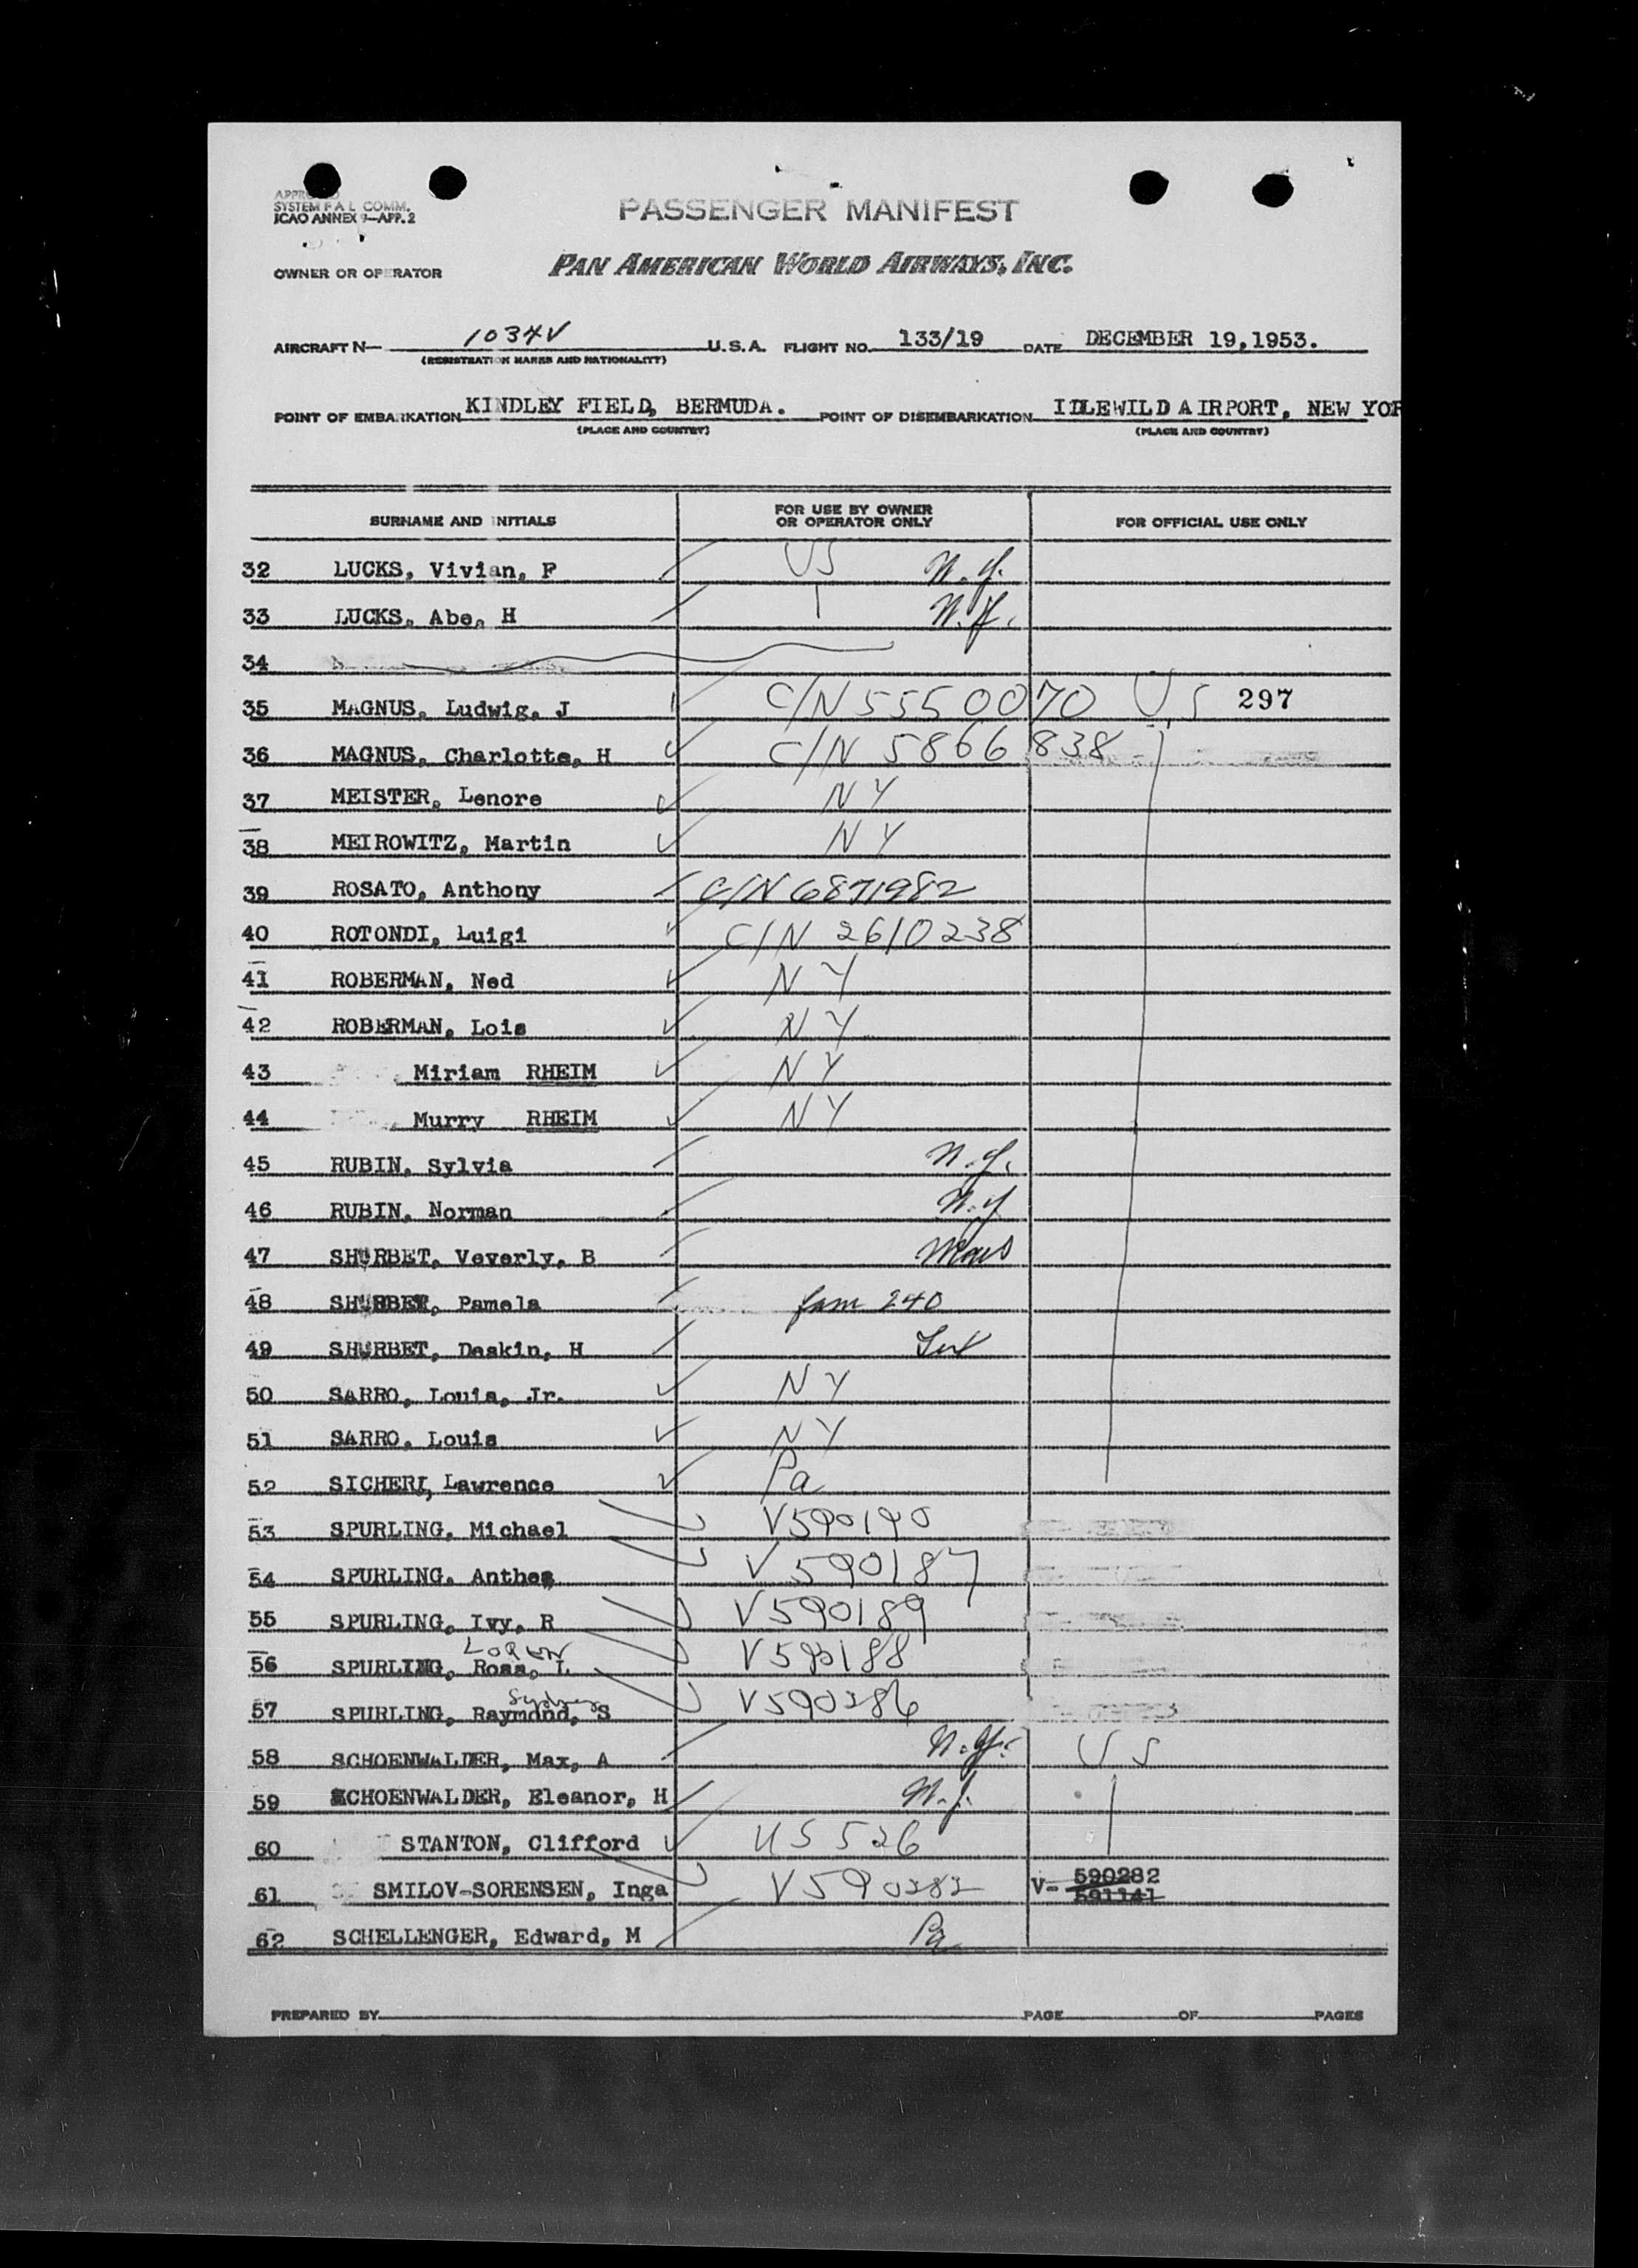 SYSTEM F A L COMM.
ICAO ANNEX 9—APP. 2
PASSENGER MANIFEST
OWNER OR OPERATOR PAN AMERICAN WORLD AIRWAYS, INC.
AIRCRAFT N— 1034V U.S.A. FLIGHT NO. 133/19 DATE DECEMBER 19,1953.
(REGISTRATION MARKS AND NATIONALITY)
POINT OF EMBARKATION KINDLEY FIELD, BERMUDA. POINT OF DISEMBARKATION IDLEWILD AIRPORT, NEW YOR
(PLACE AND COUNTRY) (PLACE AND COUNTRY)
SURNAME AND INITIALS FOR USE BY OWNER OR OPERATOR ONLY FOR OFFICIAL USE ONLY
32 LUCKS, Vivian, P US N.Y.
33 LUCKS, Abe, H N.Y.
34
35 MAGNUS, Ludwig, J C/N 5550070 US 297
36 MAGNUS, Charlotte, H C/N 5866838
37 MEISTER, Lenore NY
38 MEIROWITZ, Martin NY
39 ROSATO, Anthony C/N 6871982
40 ROTONDI, Luigi C/N 2610238
41 ROBERMAN, Ned NY
42 ROBERMAN, Lois NY
43 Miriam RHEIM NY
44 Murry RHEIM NY
45 RUBIN, Sylvia N.Y.
46 RUBIN, Norman N.Y
47 SHURBET, Veverly, B Mass
48 SHURBET, Pamela fam 240
49 SHURBET, Deskin, H Tex
50 SARRO, Louis, Jr. NY
51 SARRO, Louis NY
52 SICHERI, Lawrence Pa
53 SPURLING, Michael V590190
54 SPURLING, Anthea V590187
55 SPURLING, Ivy, R V590189
LOREN
56 SPURLING, Ross, L V590188
Sydney
57 SPURLING, Raymond, S V590286
58 SCHOENWALDER, Max, A N.Y. US
59 SCHOENWALDER, Eleanor, H N.J.
60 STANTON, Clifford US 526
61 SMILOV-SORENSEN, Inga V590282 V- 590282
591141
62 SCHELLENGER, Edward, M Pa
PREPARED BY PAGE OF PAGES